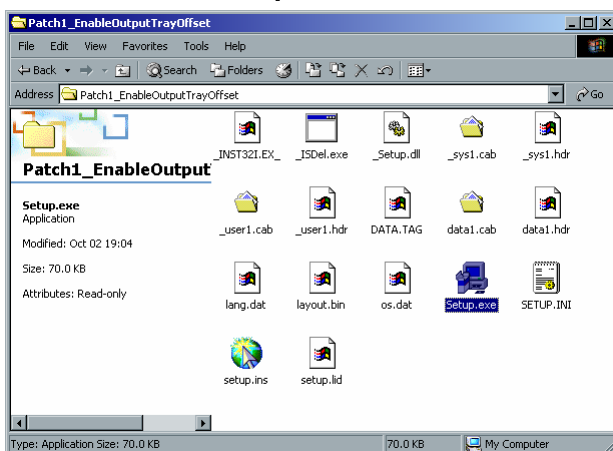 Patch1_EnableOutputTrayOffset
File Edit View Favorites Tools Help
Back Search Folders
Address Patch1_EnableOutputTrayOffset Go
Patch1_EnableOutput
Setup.exe
Application
Modified: Oct 02 19:04
Size: 70.0 KB
Attributes: Read-only
_INST32I.EX_ _ISDel.exe _Setup.dll _sys1.cab _sys1.hdr
_user1.cab _user1.hdr DATA.TAG data1.cab data1.hdr
lang.dat layout.bin os.dat Setup.exe SETUP.INI
setup.ins setup.lid
Type: Application Size: 70.0 KB 70.0 KB My Computer